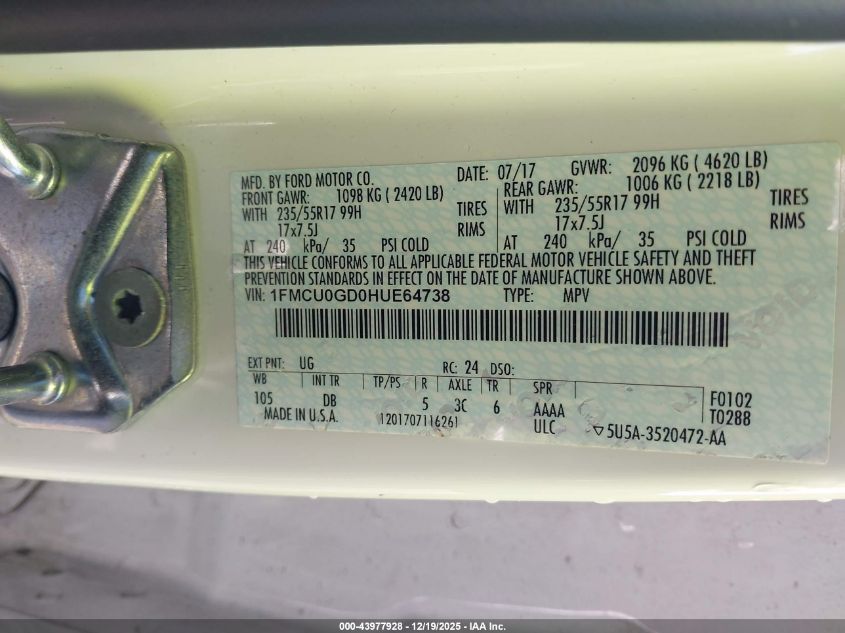 MFD. BY FORD MOTOR CO. DATE: 07/17 GVWR: 2096 KG ( 4620 LB)
FRONT GAWR: 1098 KG ( 2420 LB) REAR GAWR: 1006 KG ( 2218 LB)
WITH 235/55R17 99H TIRES WITH 235/55R17 99H TIRES
17x7.5J RIMS 17x7.5J RIMS
AT 240 kPa/ 35 PSI COLD AT 240 kPa/ 35 PSI COLD
THIS VEHICLE CONFORMS TO ALL APPLICABLE FEDERAL MOTOR VEHICLE SAFETY AND THEFT
PREVENTION STANDARDS IN EFFECT ON THE DATE OF MANUFACTURE SHOWN ABOVE.
VIN: 1FMCU0GD0HUE64738 TYPE: MPV
EXT PNT: UG RC: 24 DSO:
WB INT TR TP/PS R AXLE TR SPR
105 DB 5 3C 6 AAAA F0102
MADE IN U.S.A. 1201707116261 ULC ▽5U5A-3520472-AA T0288
000-43977928 - 12/19/2025 - IAA Inc.